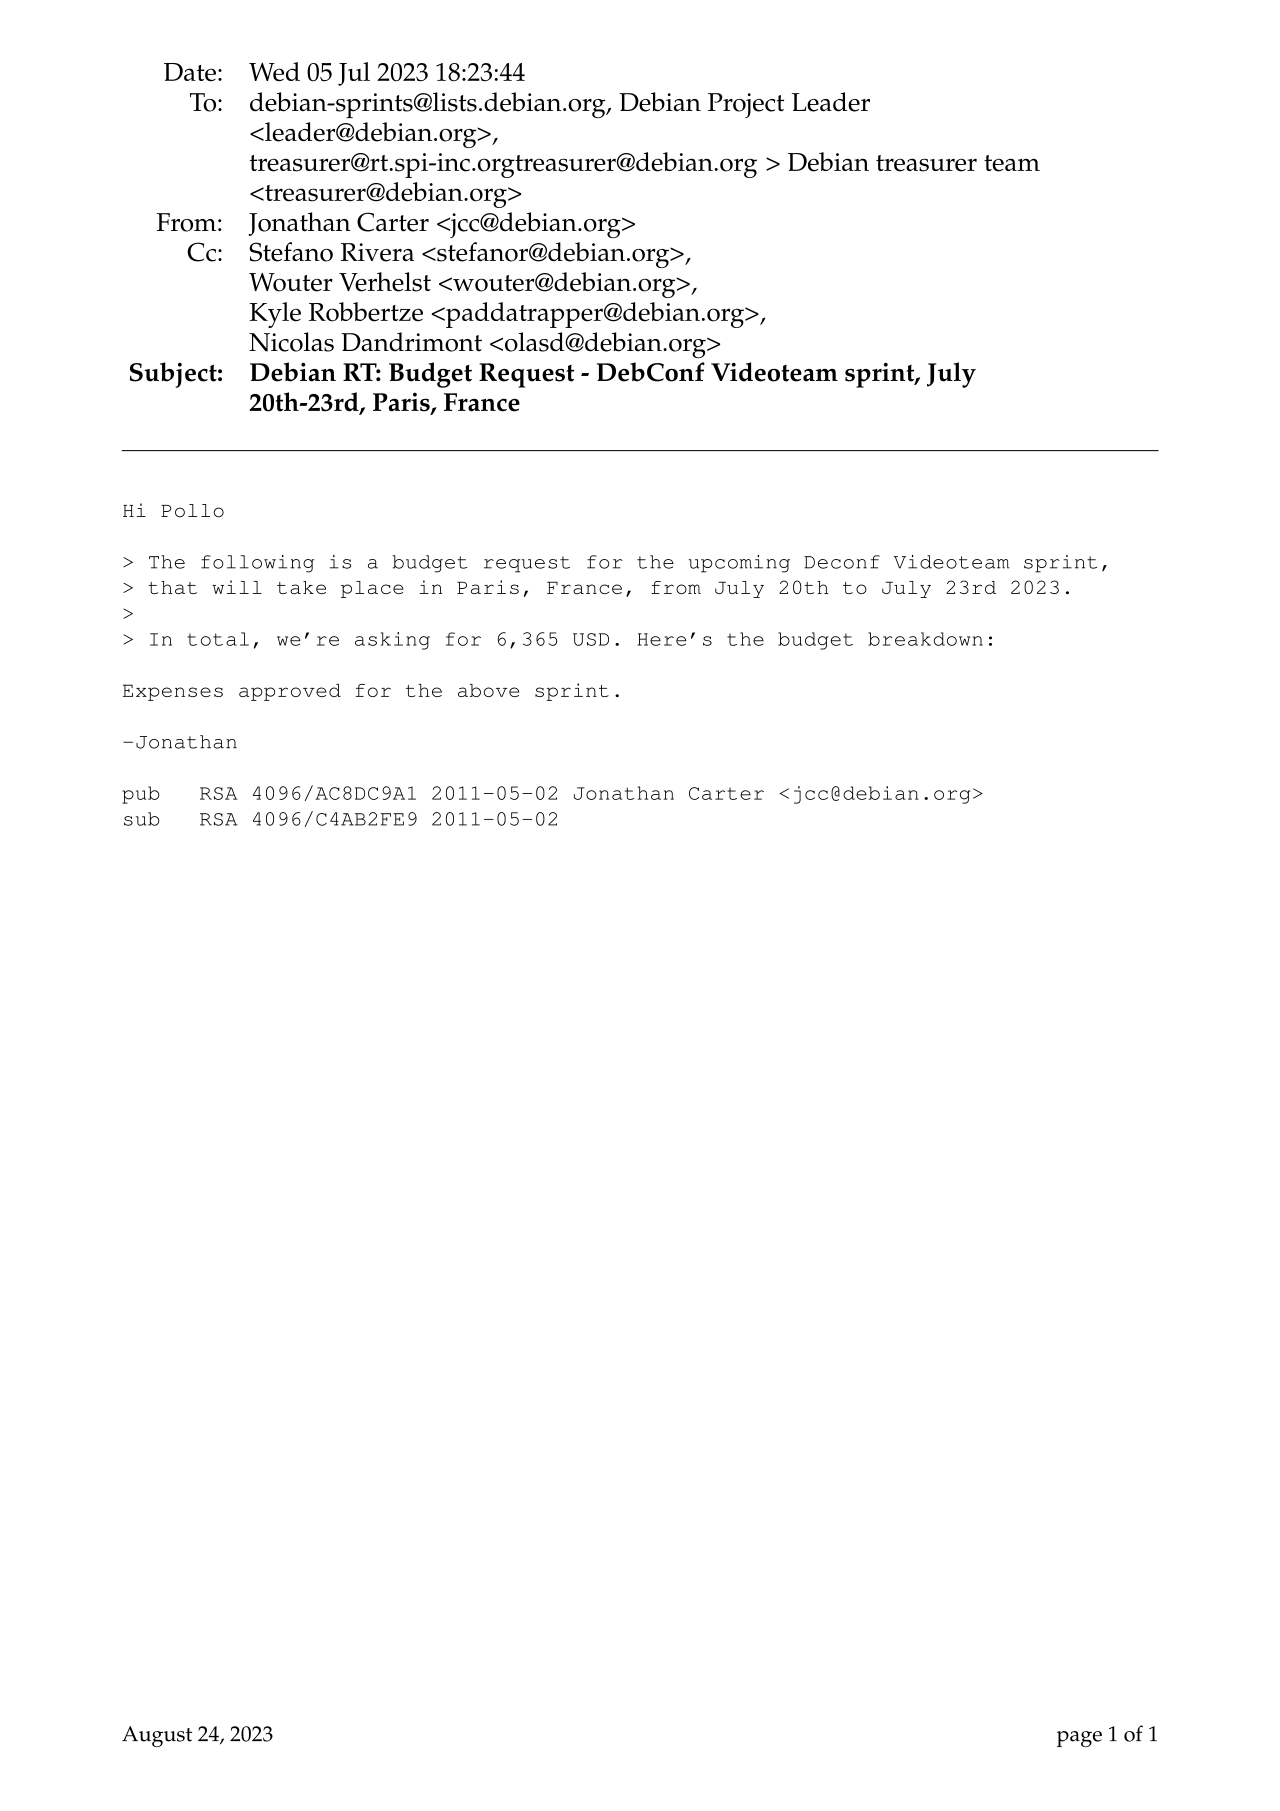 Date: Wed 05 Jul 2023 18:23:44
To: debian-sprints@lists.debian.org, Debian Project Leader
<leader@debian.org>,
treasurer@rt.spi-inc.orgtreasurer@debian.org > Debian treasurer team
<treasurer@debian.org>
From: Jonathan Carter <jcc@debian.org>
Cc: Stefano Rivera <stefanor@debian.org>,
Wouter Verhelst <wouter@debian.org>,
Kyle Robbertze <paddatrapper@debian.org>,
Nicolas Dandrimont <olasd@debian.org>
Subject: Debian RT: Budget Request - DebConf Videoteam sprint, July
20th-23rd, Paris, France
Hi Pollo
> The following is a budget request for the upcoming Deconf Videoteam sprint,
> that will take place in Paris, France, from July 20th to July 23rd 2023.
>
> In total, we're asking for 6,365 USD. Here's the budget breakdown:
Expenses approved for the above sprint.
-Jonathan
pub   RSA 4096/AC8DC9A1 2011-05-02 Jonathan Carter <jcc@debian.org>
sub   RSA 4096/C4AB2FE9 2011-05-02
August 24, 2023
page 1 of 1